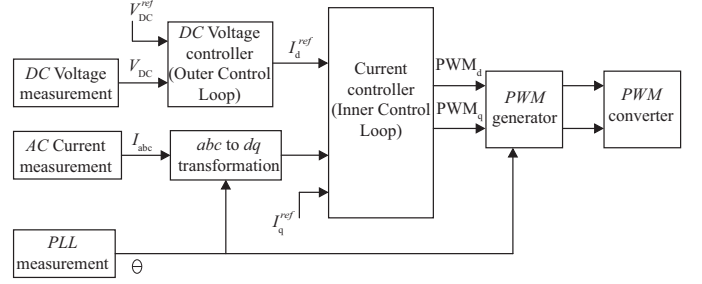 V_DC^ref
DC Voltage
controller
(Outer Control
Loop)
I_d^ref
V_DC
DC Voltage
measurement
Current
controller
(Inner Control
Loop)
PWM_d
PWM_q
PWM
generator
PWM
converter
AC Current
measurement
I_abc
abc to dq
transformation
I_q^ref
PLL
measurement
θ